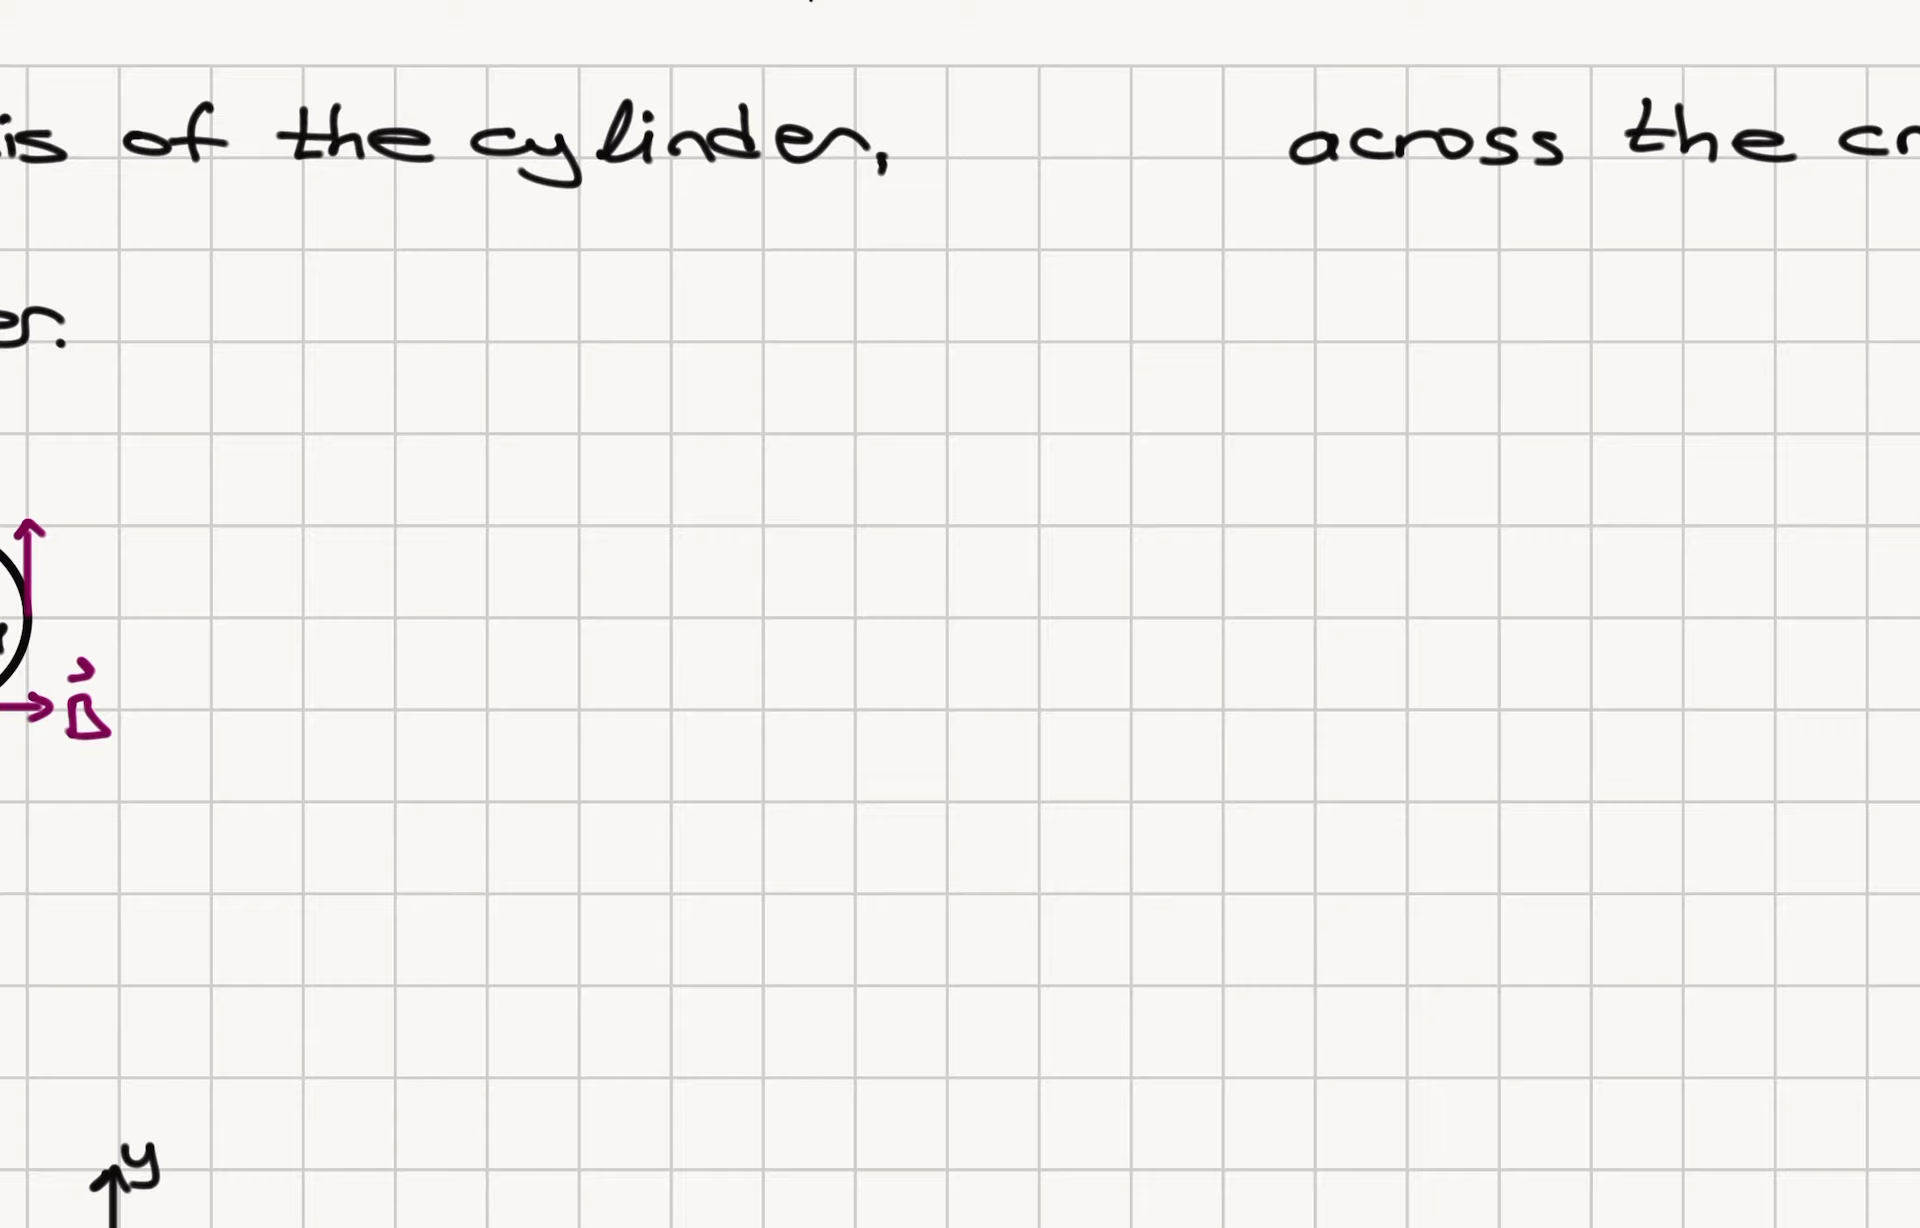 is of the cylinder, across the cr
er.
B
y